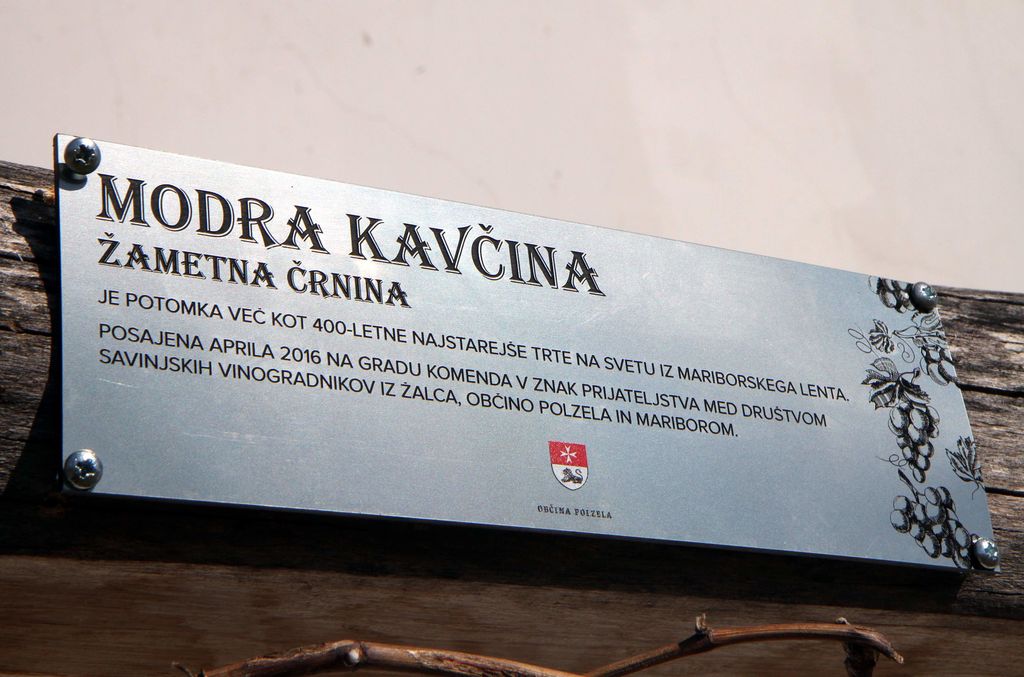 MODRA KAVČINA
ŽAMETNA ČRNINA
JE POTOMKA VEČ KOT 400-LETNE NAJSTAREJŠE TRTE NA SVETU IZ MARIBORSKEGA LENTA.
POSAJENA APRILA 2016 NA GRADU KOMENDA V ZNAK PRIJATELJSTVA MED DRUŠTVOM
SAVINJSKIH VINOGRADNIKOV IZ ŽALCA, OBČINO POLZELA IN MARIBOROM.
OBČINA POLZELA